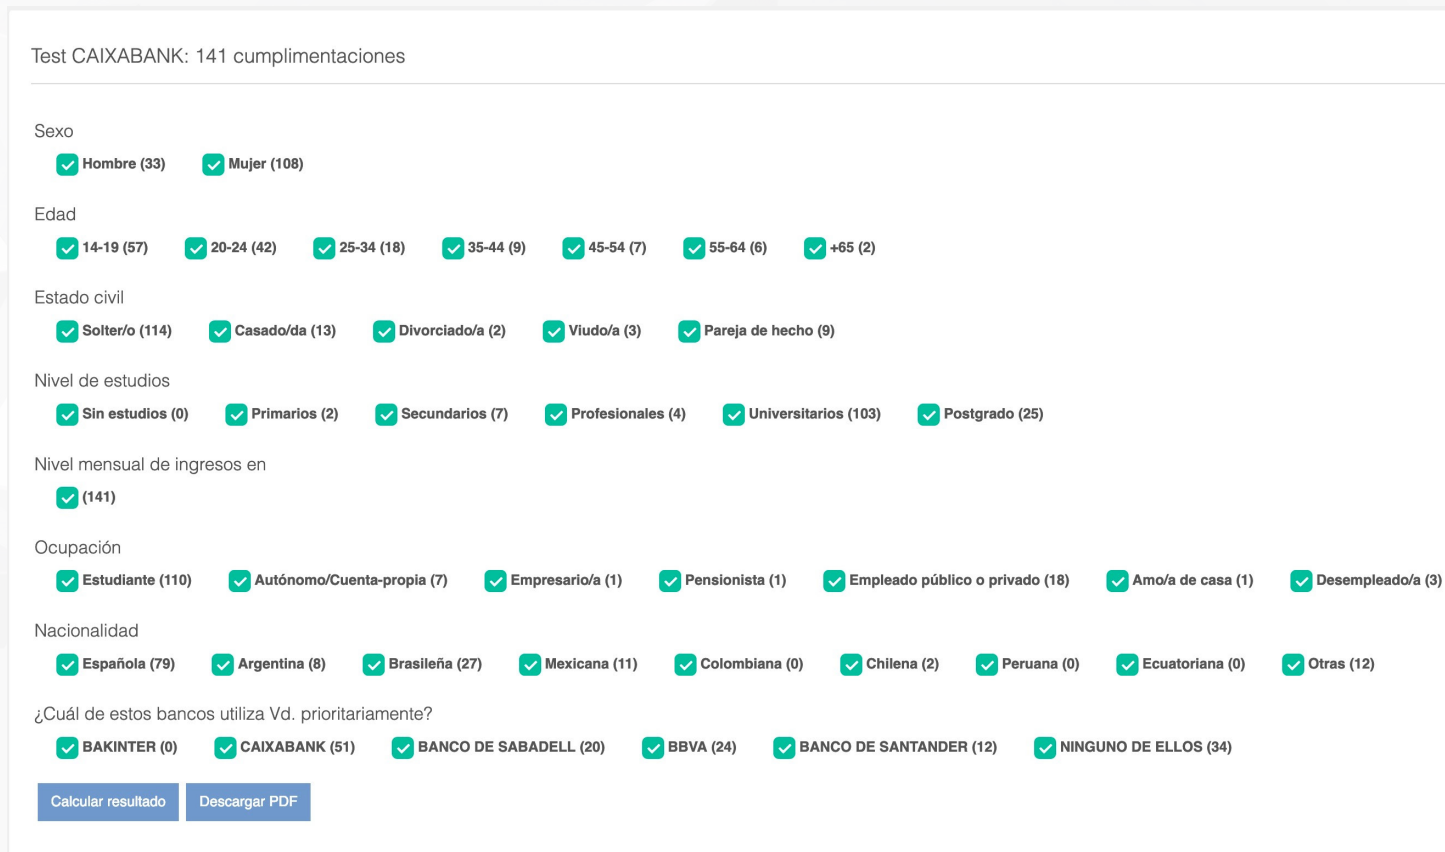 Test CAIXABANK: 141 cumplimentaciones
Sexo
Hombre (33) Mujer (108)
Edad
14-19 (57) 20-24 (42) 25-34 (18) 35-44 (9) 45-54 (7) 55-64 (6) +65 (2)
Estado civil
Solter/o (114) Casado/da (13) Divorciado/a (2) Viudo/a (3) Pareja de hecho (9)
Nivel de estudios
Sin estudios (0) Primarios (2) Secundarios (7) Profesionales (4) Universitarios (103) Postgrado (25)
Nivel mensual de ingresos en
(141)
Ocupación
Estudiante (110) Autónomo/Cuenta-propia (7) Empresario/a (1) Pensionista (1) Empleado público o privado (18) Amo/a de casa (1) Desempleado/a (3)
Nacionalidad
Española (79) Argentina (8) Brasileña (27) Mexicana (11) Colombiana (0) Chilena (2) Peruana (0) Ecuatoriana (0) Otras (12)
¿Cuál de estos bancos utiliza Vd. prioritariamente?
BAKINTER (0) CAIXABANK (51) BANCO DE SABADELL (20) BBVA (24) BANCO DE SANTANDER (12) NINGUNO DE ELLOS (34)
Calcular resultado Descargar PDF